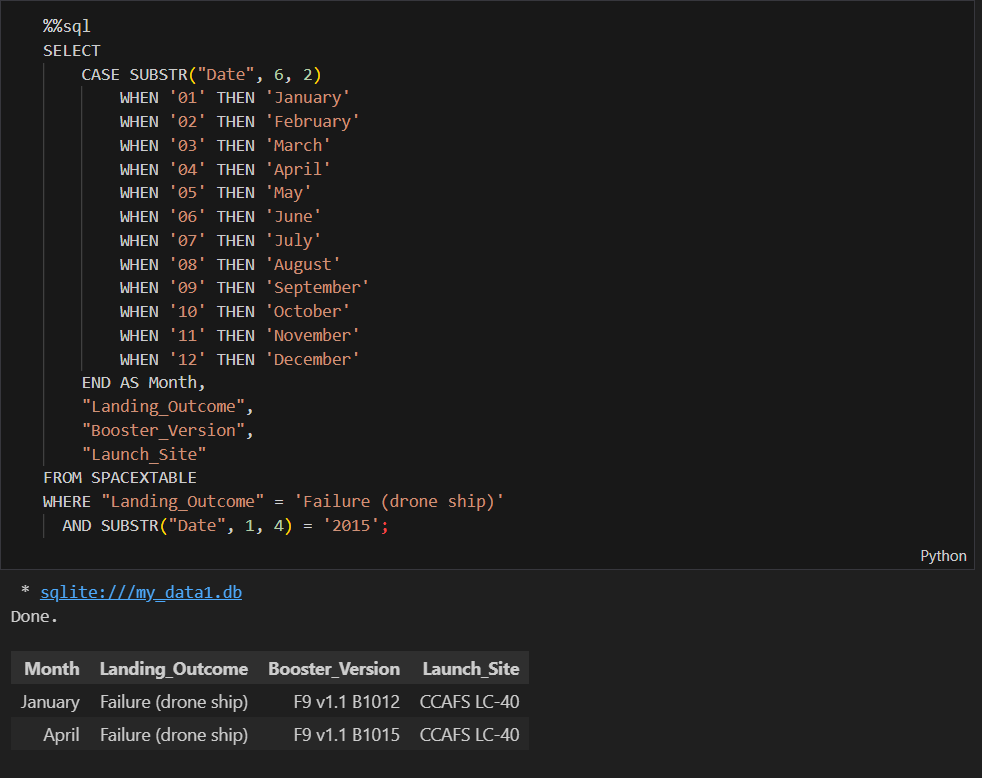 %%sql
SELECT
CASE SUBSTR("Date", 6, 2)
WHEN '01' THEN 'January'
WHEN '02' THEN 'February'
WHEN '03' THEN 'March'
WHEN '04' THEN 'April'
WHEN '05' THEN 'May'
WHEN '06' THEN 'June'
WHEN '07' THEN 'July'
WHEN '08' THEN 'August'
WHEN '09' THEN 'September'
WHEN '10' THEN 'October'
WHEN '11' THEN 'November'
WHEN '12' THEN 'December'
END AS Month,
"Landing_Outcome",
"Booster_Version",
"Launch_Site"
FROM SPACEXTABLE
WHERE "Landing_Outcome" = 'Failure (drone ship)'
AND SUBSTR("Date", 1, 4) = '2015';
Python
* sqlite:///my_data1.db
Done.
Month Landing_Outcome Booster_Version Launch_Site
January Failure (drone ship) F9 v1.1 B1012 CCAFS LC-40
April Failure (drone ship) F9 v1.1 B1015 CCAFS LC-40